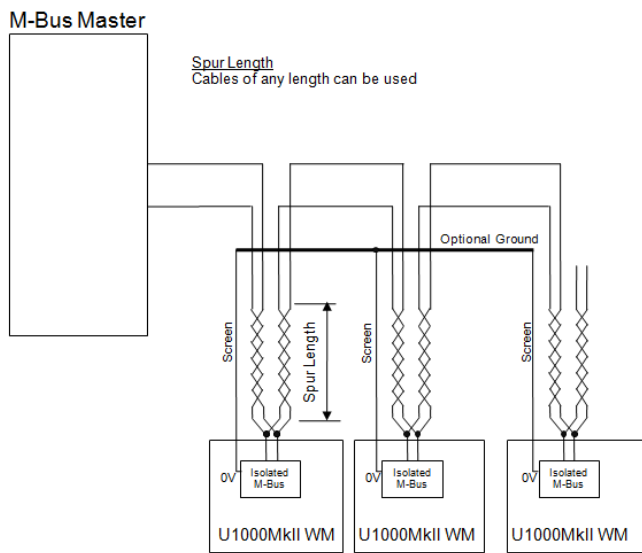 M-Bus Master
Spur Length
Cables of any length can be used
Optional Ground
Screen
Spur Length
Screen
Screen
0V
Isolated
M-Bus
0V
Isolated
M-Bus
0V
Isolated
M-Bus
U1000MkII WM
U1000MkII WM
U1000MkII WM